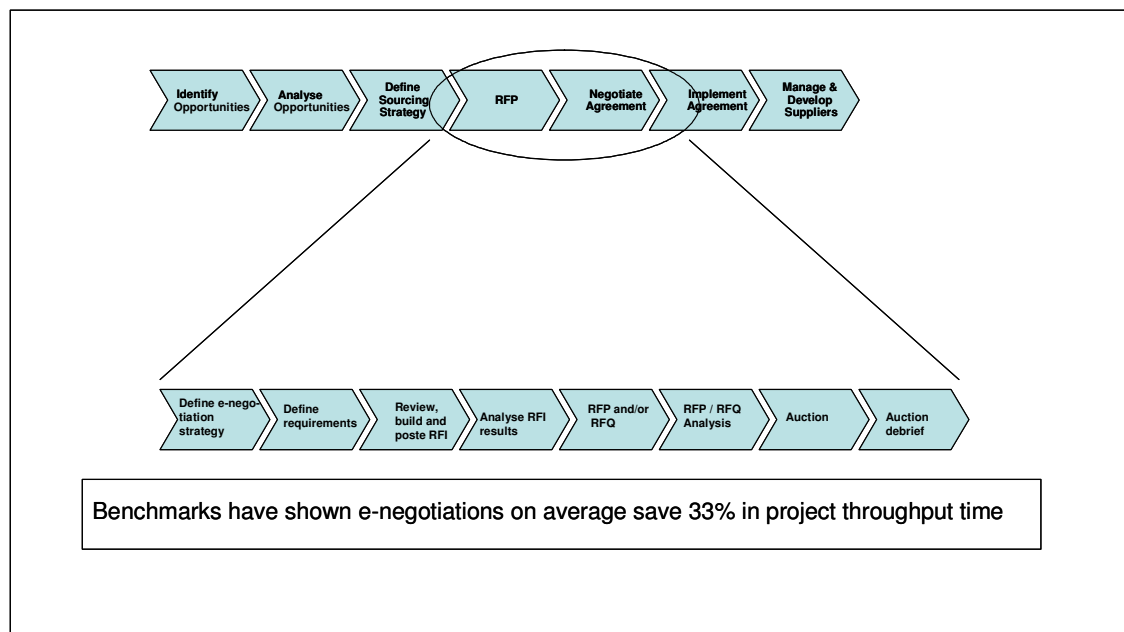 Identify
Opportunities
Analyse
Opportunities
Define
Sourcing
Strategy
RFP
Negotiate
Agreement
Implement
Agreement
Manage &
Develop
Suppliers
Define e-nego-
tiation
strategy
Define
requirements
Review,
build and
poste RFI
Analyse RFI
results
RFP and/or
RFQ
RFP / RFQ
Analysis
Auction
Auction
debrief
Benchmarks have shown e-negotiations on average save 33% in project throughput time